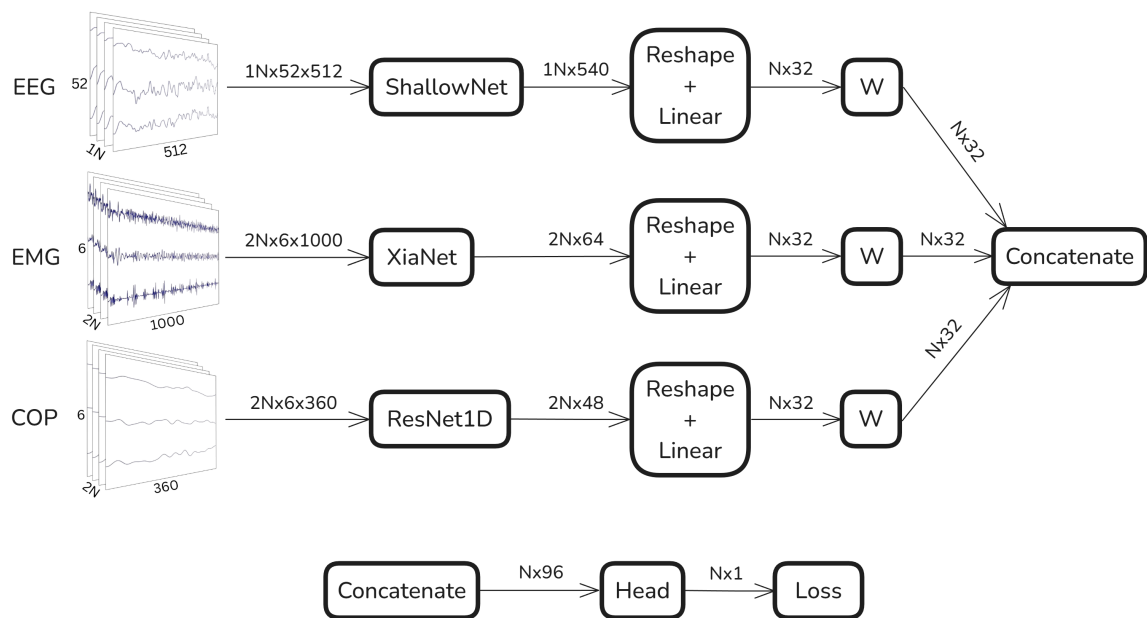 EEG
52
1N
512
1Nx52x512
ShallowNet
1Nx540
Reshape
+
Linear
Nx32
W
Nx32
EMG
6
2N
1000
2Nx6x1000
XiaNet
2Nx64
Reshape
+
Linear
Nx32
W
Nx32
Concatenate
COP
6
2N
360
2Nx6x360
ResNet1D
2Nx48
Reshape
+
Linear
Nx32
W
Nx32
Concatenate
Nx96
Head
Nx1
Loss